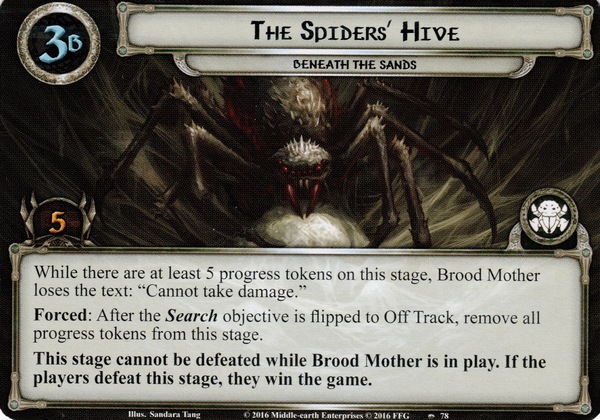 3B
The Spiders' Hive
Beneath the Sands
5
While there are at least 5 progress tokens on this stage, Brood Mother
loses the text: “Cannot take damage.”
Forced: After the Search objective is flipped to Off Track, remove all
progress tokens from this stage.
This stage cannot be defeated while Brood Mother is in play. If the
players defeat this stage, they win the game.
Illus. Sandara Tang © 2016 Middle-earth Enterprises © 2016 FFG 78